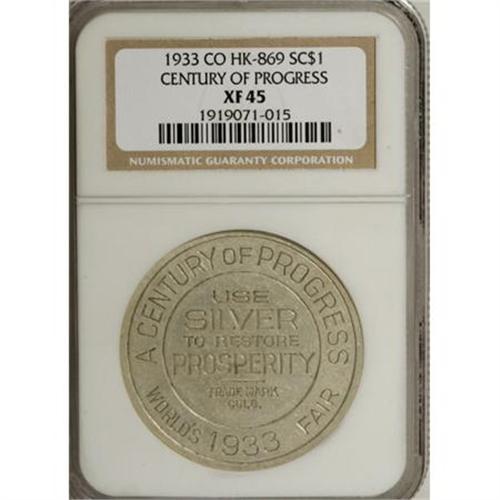 1933 CO HK-869 SC$1
CENTURY OF PROGRESS
XF 45
1919071-015
NUMISMATIC GUARANTY CORPORATION
A CENTURY OF PROGRESS
USE
SILVER
TO RESTORE
PROSPERITY
TRADE MARK
COLO.
WORLD'S 1933 FAIR